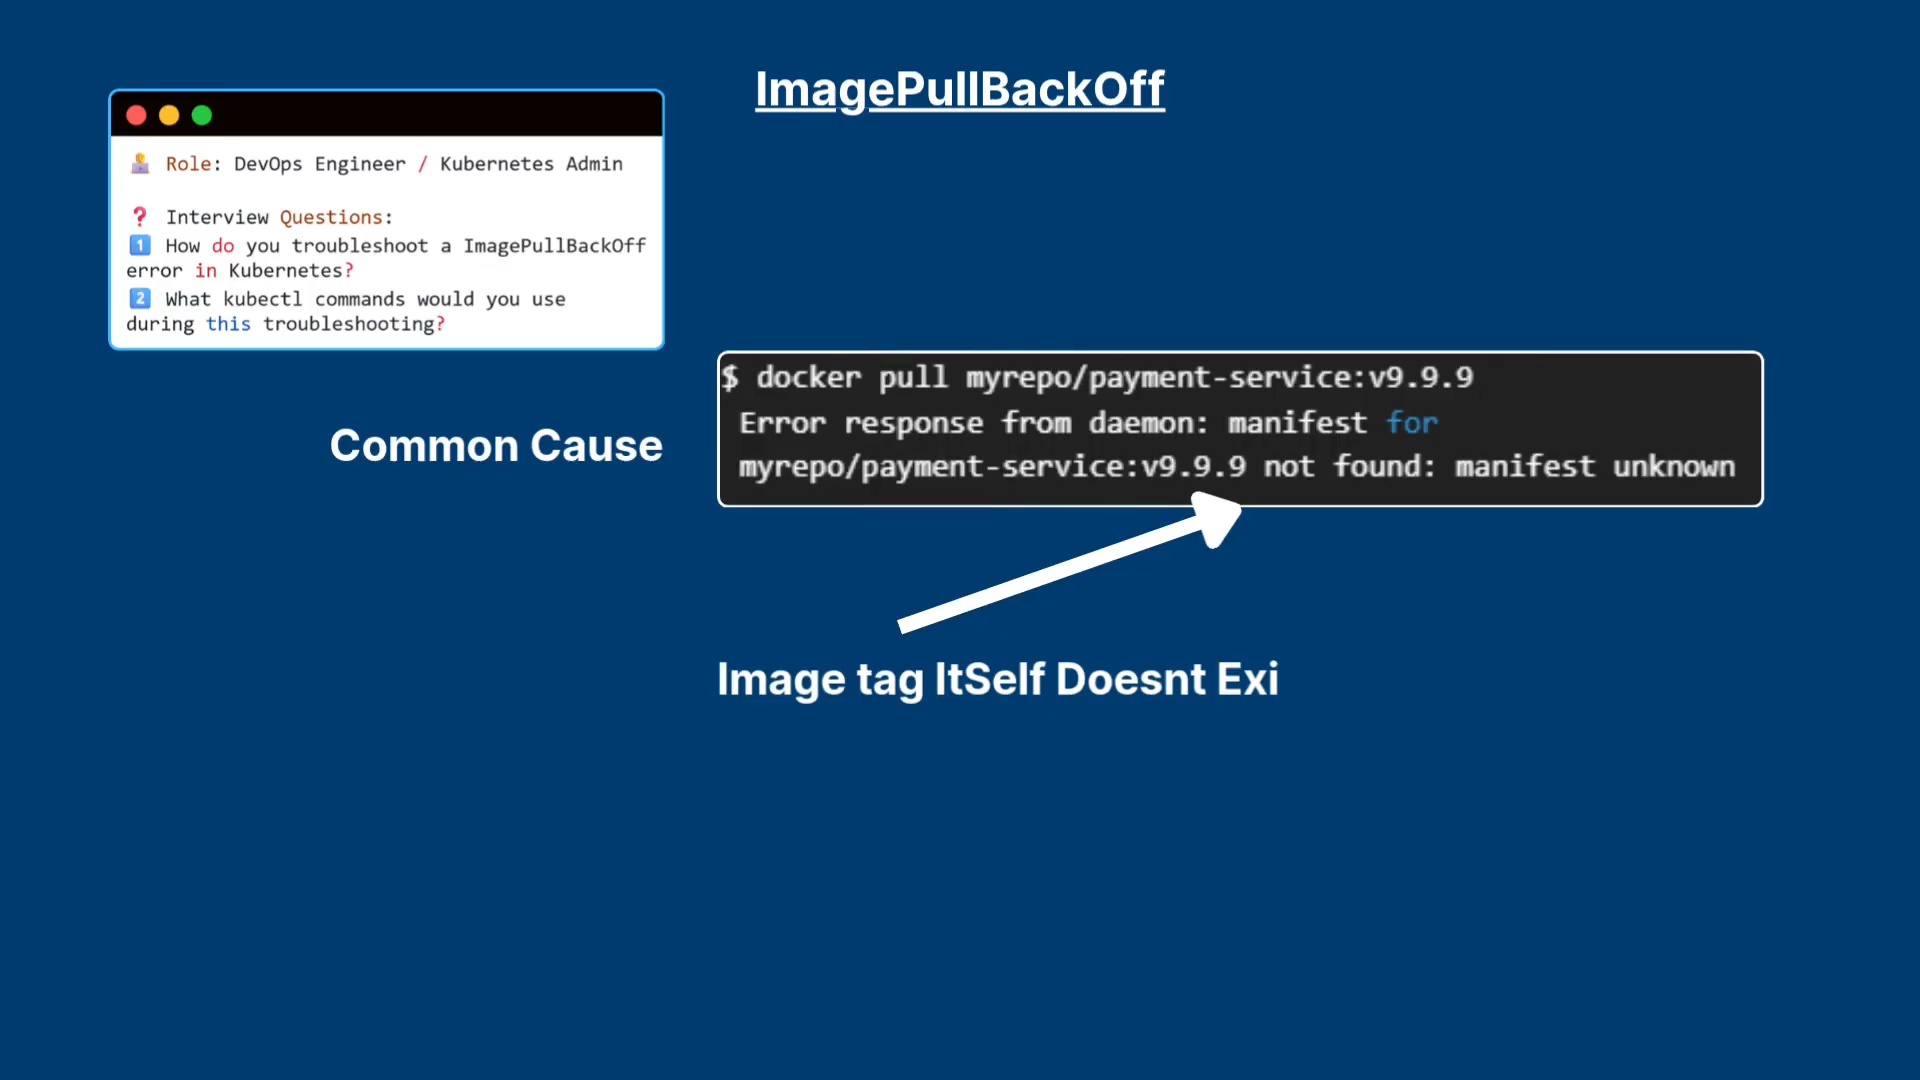 ImagePullBackOff
Role: DevOps Engineer / Kubernetes Admin
❓ Interview Questions:
1️⃣ How do you troubleshoot a ImagePullBackOff
error in Kubernetes?
2️⃣ What kubectl commands would you use
during this troubleshooting?
Common Cause
$ docker pull myrepo/payment-service:v9.9.9
Error response from daemon: manifest for
myrepo/payment-service:v9.9.9 not found: manifest unknown
Image tag ItSelf Doesnt Exi